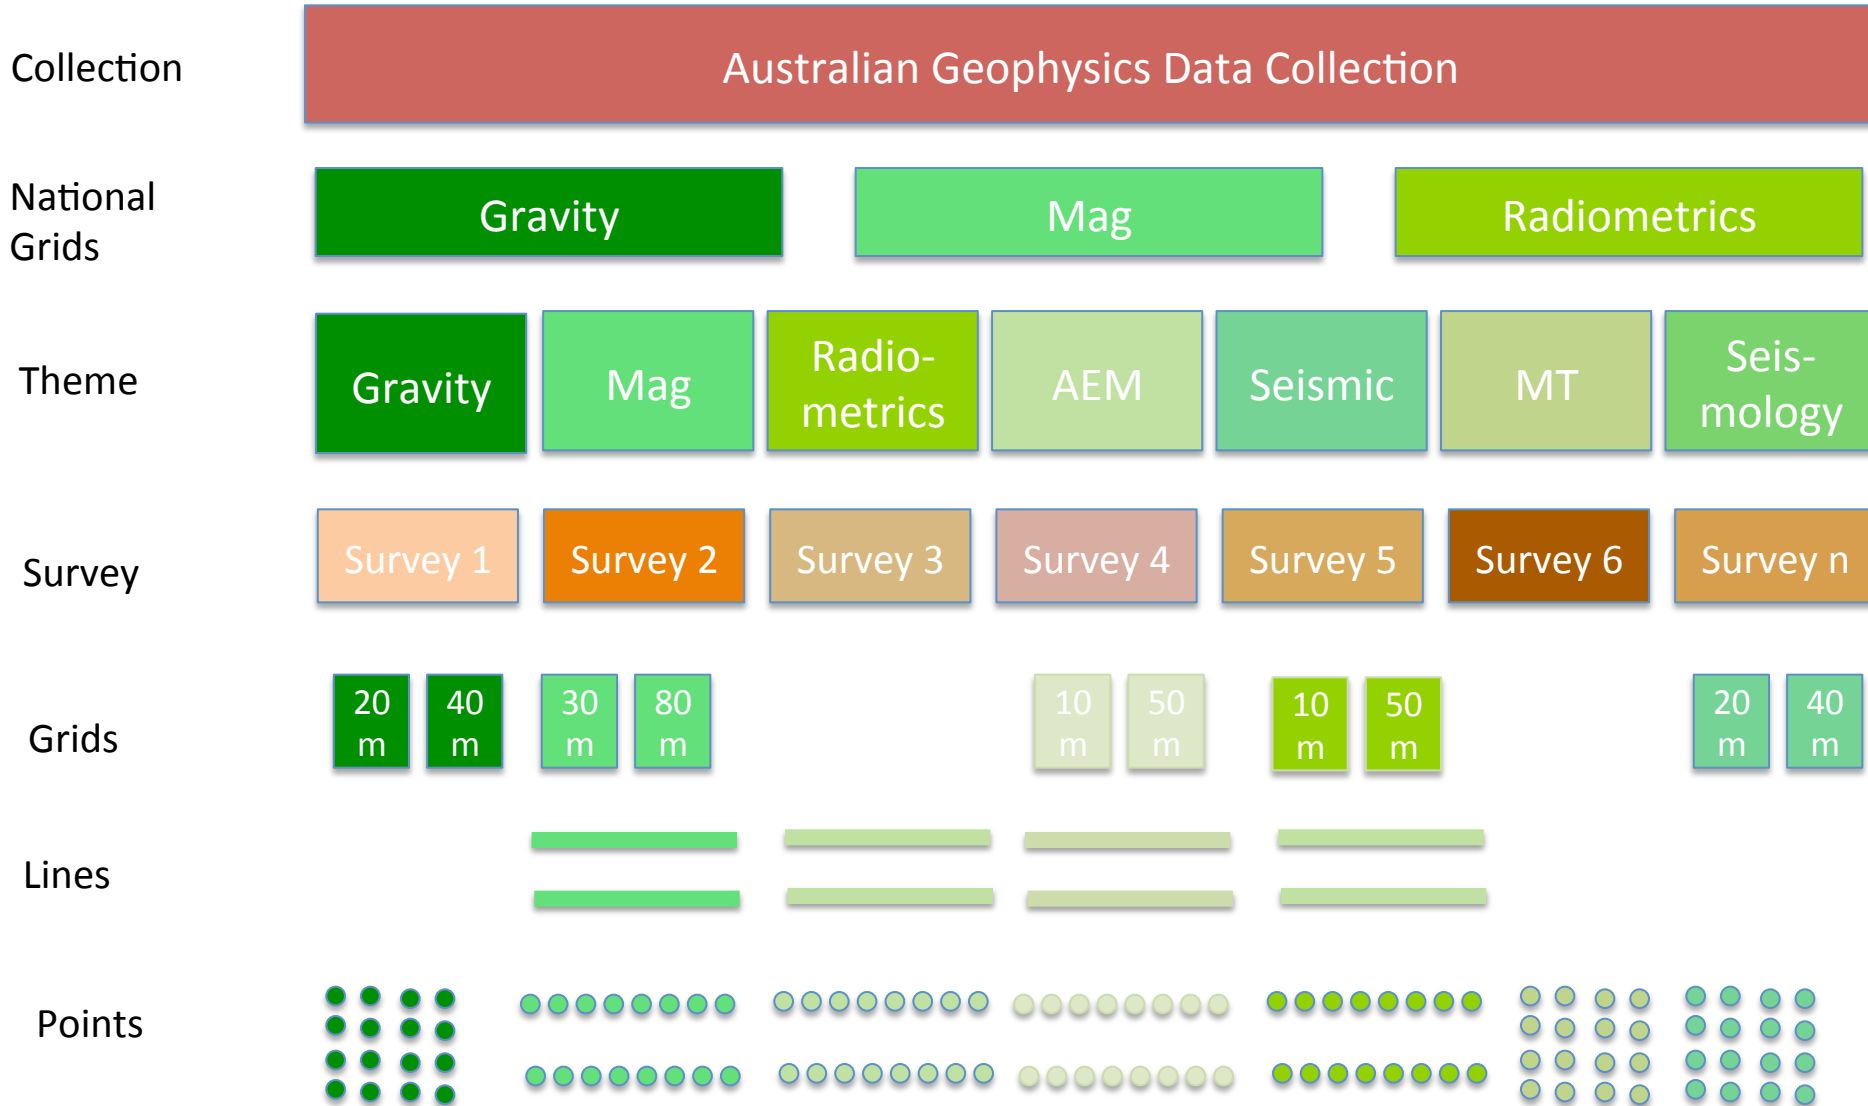 Collection
Australian Geophysics Data Collection
National
Grids
Gravity
Mag
Radiometrics
Theme
Gravity
Mag
Radio-
metrics
AEM
Seismic
MT
Seis-
mology
Survey
Survey 1
Survey 2
Survey 3
Survey 4
Survey 5
Survey 6
Survey n
Grids
20
m
40
m
30
m
80
m
10
m
50
m
10
m
50
m
20
m
40
m
Lines
Points